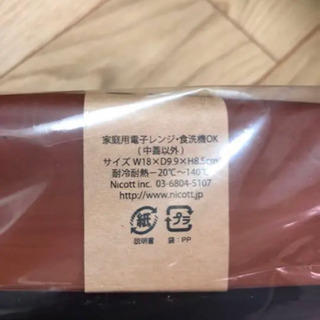 家庭用電子レンジ・食洗機OK
(中蓋以外)
サイズ W18×D9.9×H8.5cm
耐冷耐熱−20℃〜140℃
Nicott inc. 03-6804-5107
http://www.nicott.jp
紙 プラ
説明書 袋:PP